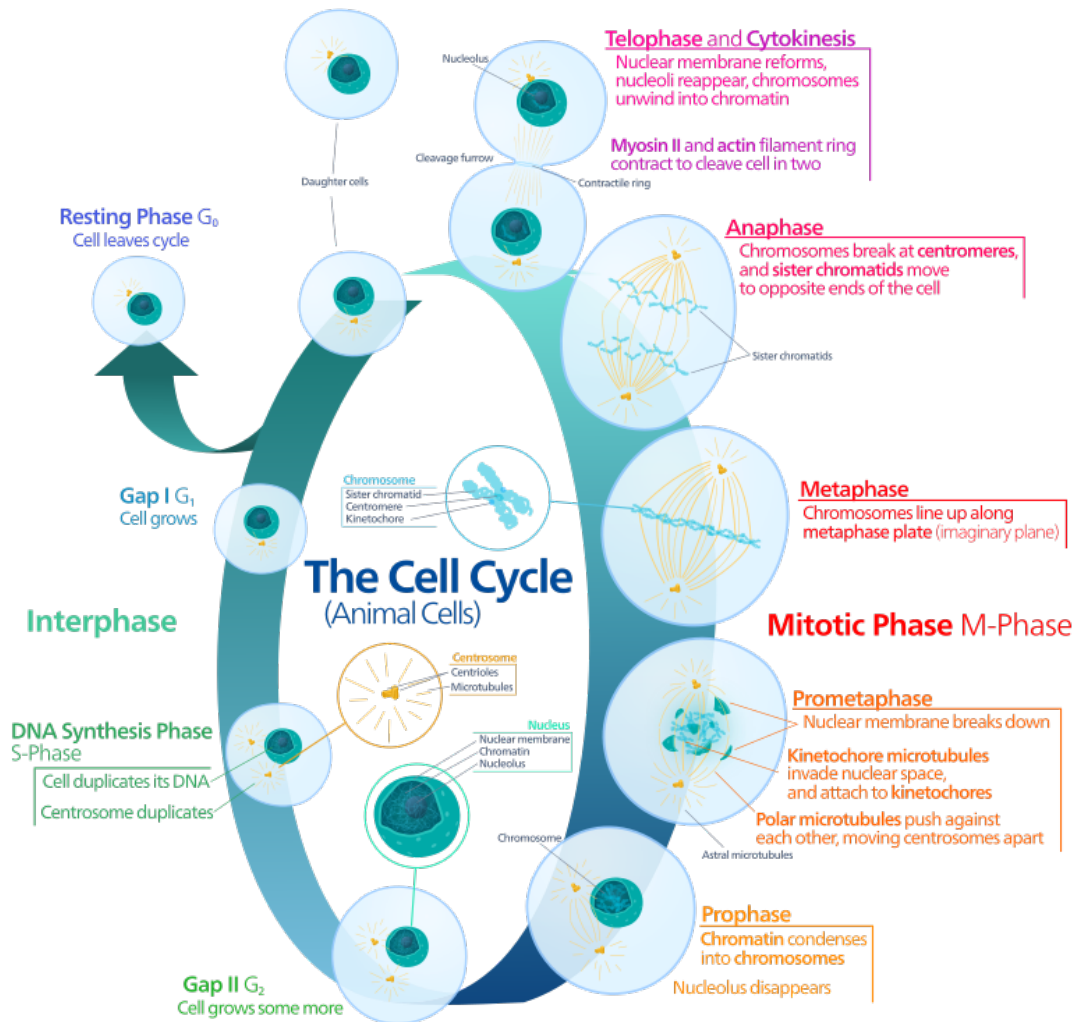 Telophase and Cytokinesis
Nuclear membrane reforms,
nucleoli reappear, chromosomes
unwind into chromatin
Myosin II and actin filament ring
contract to cleave cell in two
Nucleolus
Cleavage furrow
Contractile ring
Daughter cells
Resting Phase G₀
Cell leaves cycle
Anaphase
Chromosomes break at centromeres,
and sister chromatids move
to opposite ends of the cell
Sister chromatids
Gap I G₁
Cell grows
Chromosome
Sister chromatid
Centromere
Kinetochore
Metaphase
Chromosomes line up along
metaphase plate (imaginary plane)
The Cell Cycle
(Animal Cells)
Interphase
Mitotic Phase M-Phase
Centrosome
Centrioles
Microtubules
DNA Synthesis Phase
S-Phase
Cell duplicates its DNA
Centrosome duplicates
Nucleus
Nuclear membrane
Chromatin
Nucleolus
Prometaphase
Nuclear membrane breaks down
Kinetochore microtubules
invade nuclear space,
and attach to kinetochores
Polar microtubules push against
each other, moving centrosomes apart
Astral microtubules
Chromosome
Prophase
Chromatin condenses
into chromosomes
Nucleolus disappears
Gap II G₂
Cell grows some more